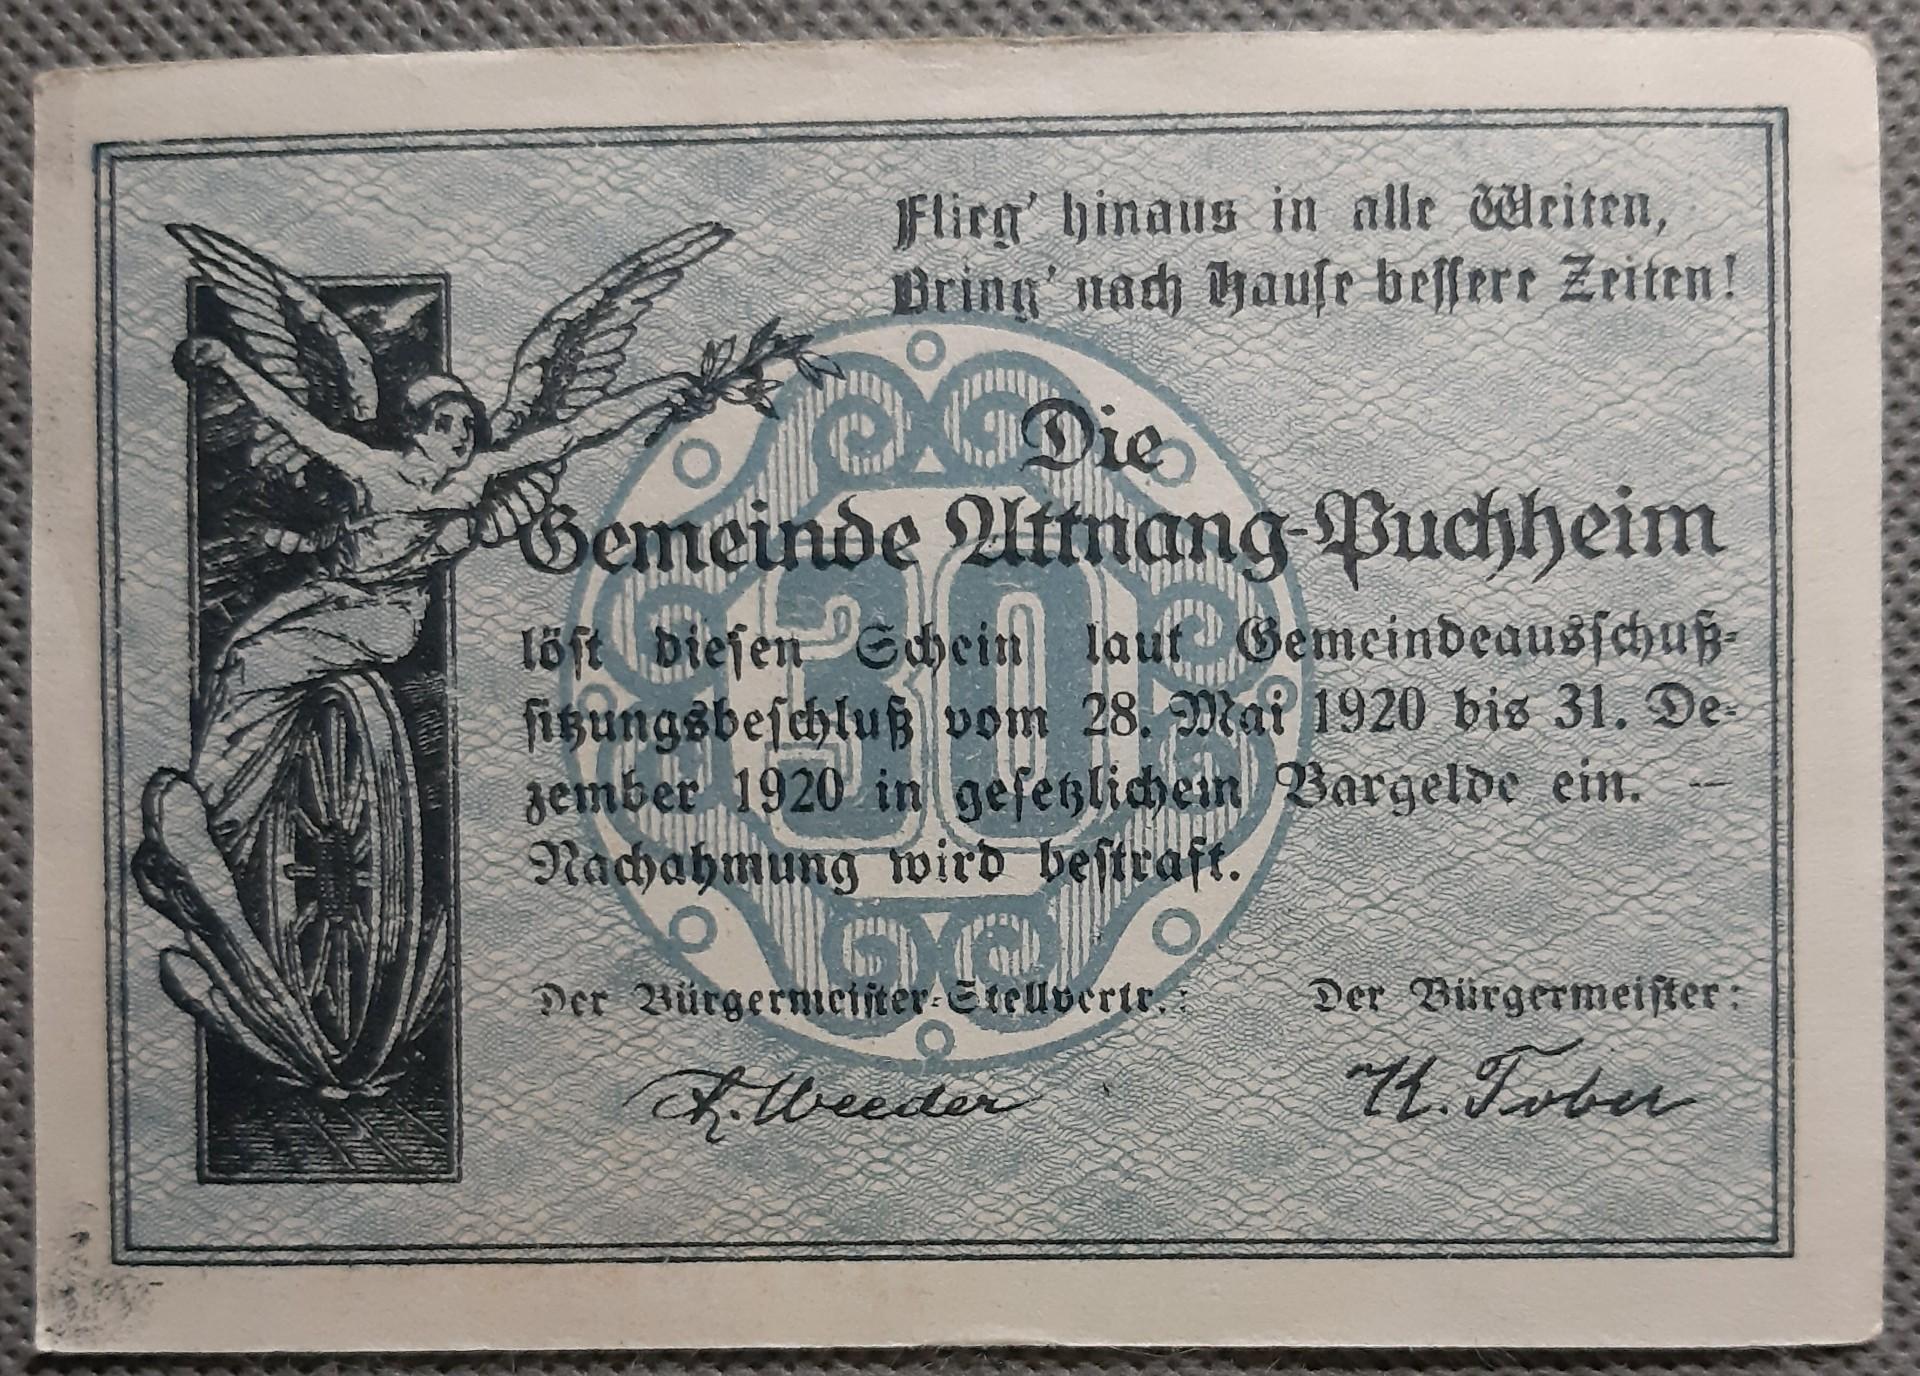 Flieg' hinaus in alle Weiten,
Bring' nach Hause bessere Zeiten!
Die
Gemeinde Attnang-Puchheim
30
löst diesen Schein laut Gemeindeausschuß-
sitzungsbeschluß vom 28. Mai 1920 bis 31. De-
zember 1920 in gesetzlichem Bargelde ein. —
Nachahmung wird bestraft.
Der Bürgermeister-Stellvertr.: Der Bürgermeister: